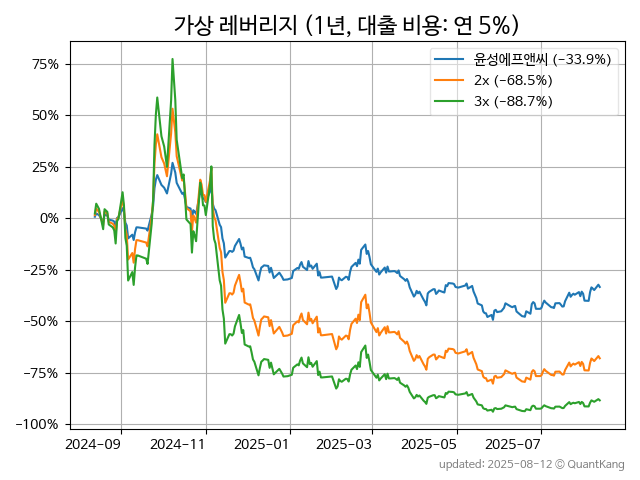 가상 레버리지 (1년, 대출 비용: 연 5%)
윤성에프앤씨 (−33.9%)
2x (−68.5%)
3x (−88.7%)
75%
50%
25%
0%
−25%
−50%
−75%
−100%
2024-09
2024-11
2025-01
2025-03
2025-05
2025-07
updated: 2025-08-12 © QuantKang